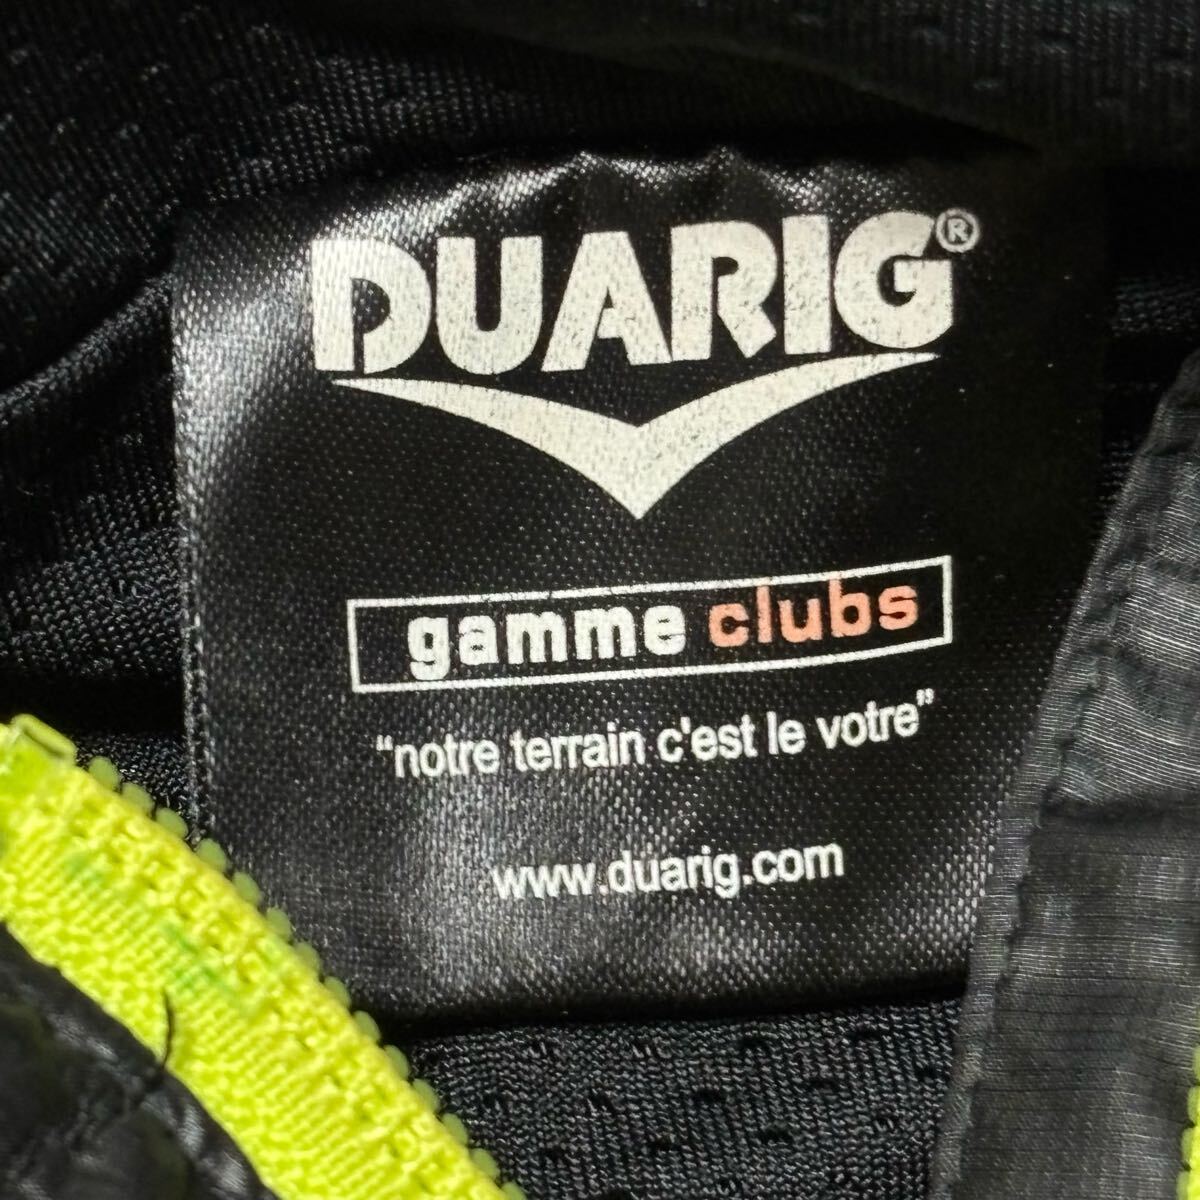 DUARIG®
gamme clubs
“notre terrain c'est le votre”
www.duarig.com